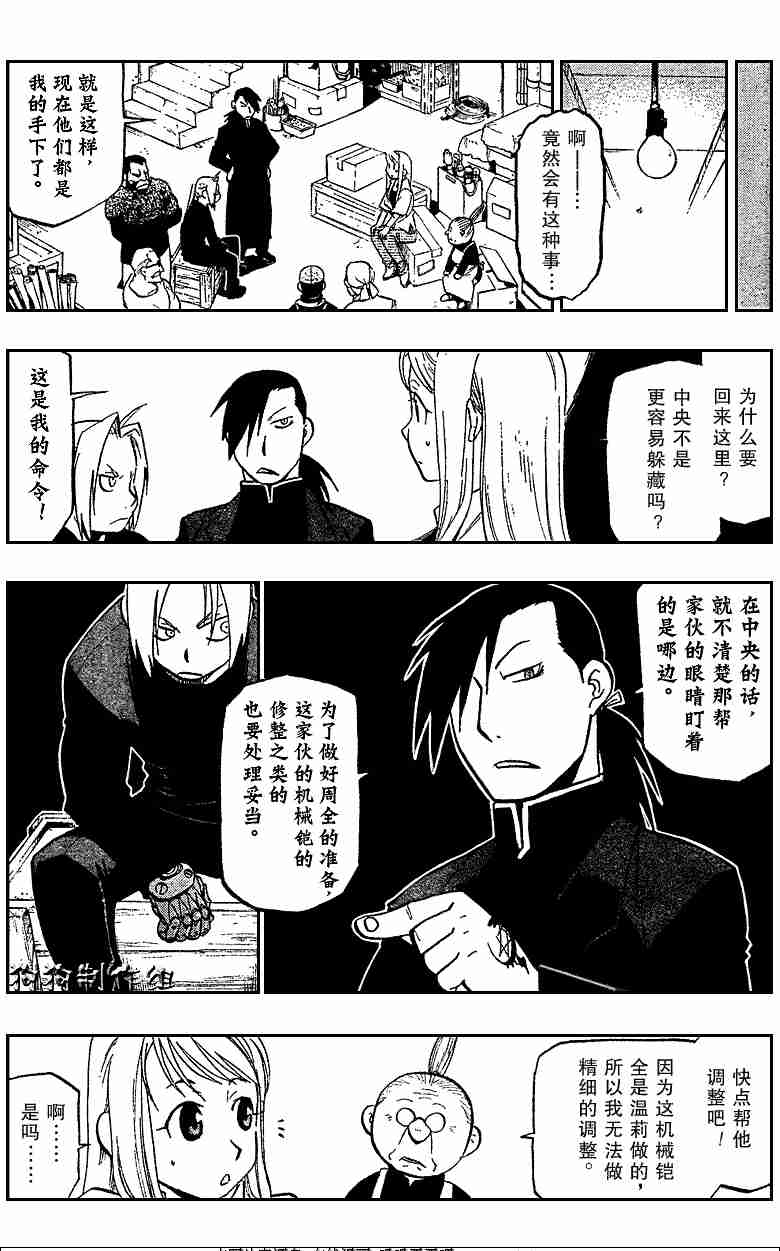 啊——…
竟然会有这种事…
就是这样，
现在他们都是
我的手下了。
为什么要
回来这里？
中央不是
更容易躲藏吗？
这是我的命令！
在中央的话，
就不清楚那帮
家伙的眼睛盯着
的是哪边。
为了做好周全的准备，
这家伙的机械铠的
修整之类的
也要处理妥当。
制作组
快点帮他
调整吧！
因为这机械铠
全是温莉做的，
所以我无法做
精细的调整。
啊……
是吗……